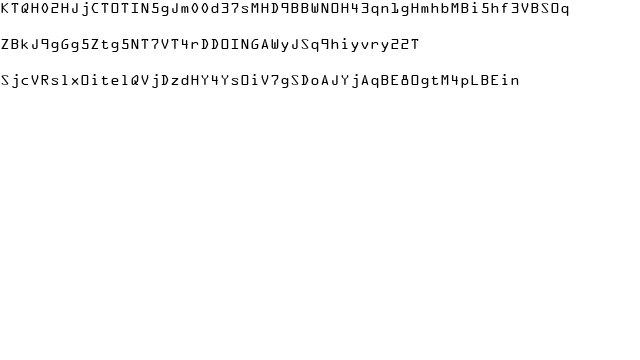 KTQH02HJjCTOTIN5gJm00d37sMHD9BBWNOH43qn1gHmhbMBi5hf3VBSOq
ZBkJ9gGg5Ztg5NT7VT4rDDOINGAWyJSq9hiyvry22T
SjcVRslxOitelQVjDzdHY4YsOiV7gSDoAJYjAqBE8OgtM4pLBEin